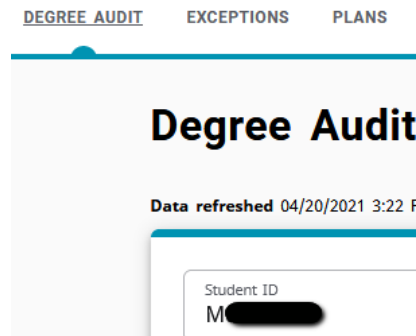 DEGREE AUDIT EXCEPTIONS PLANS
Degree Audit
Data refreshed 04/20/2021 3:22
Student ID
M